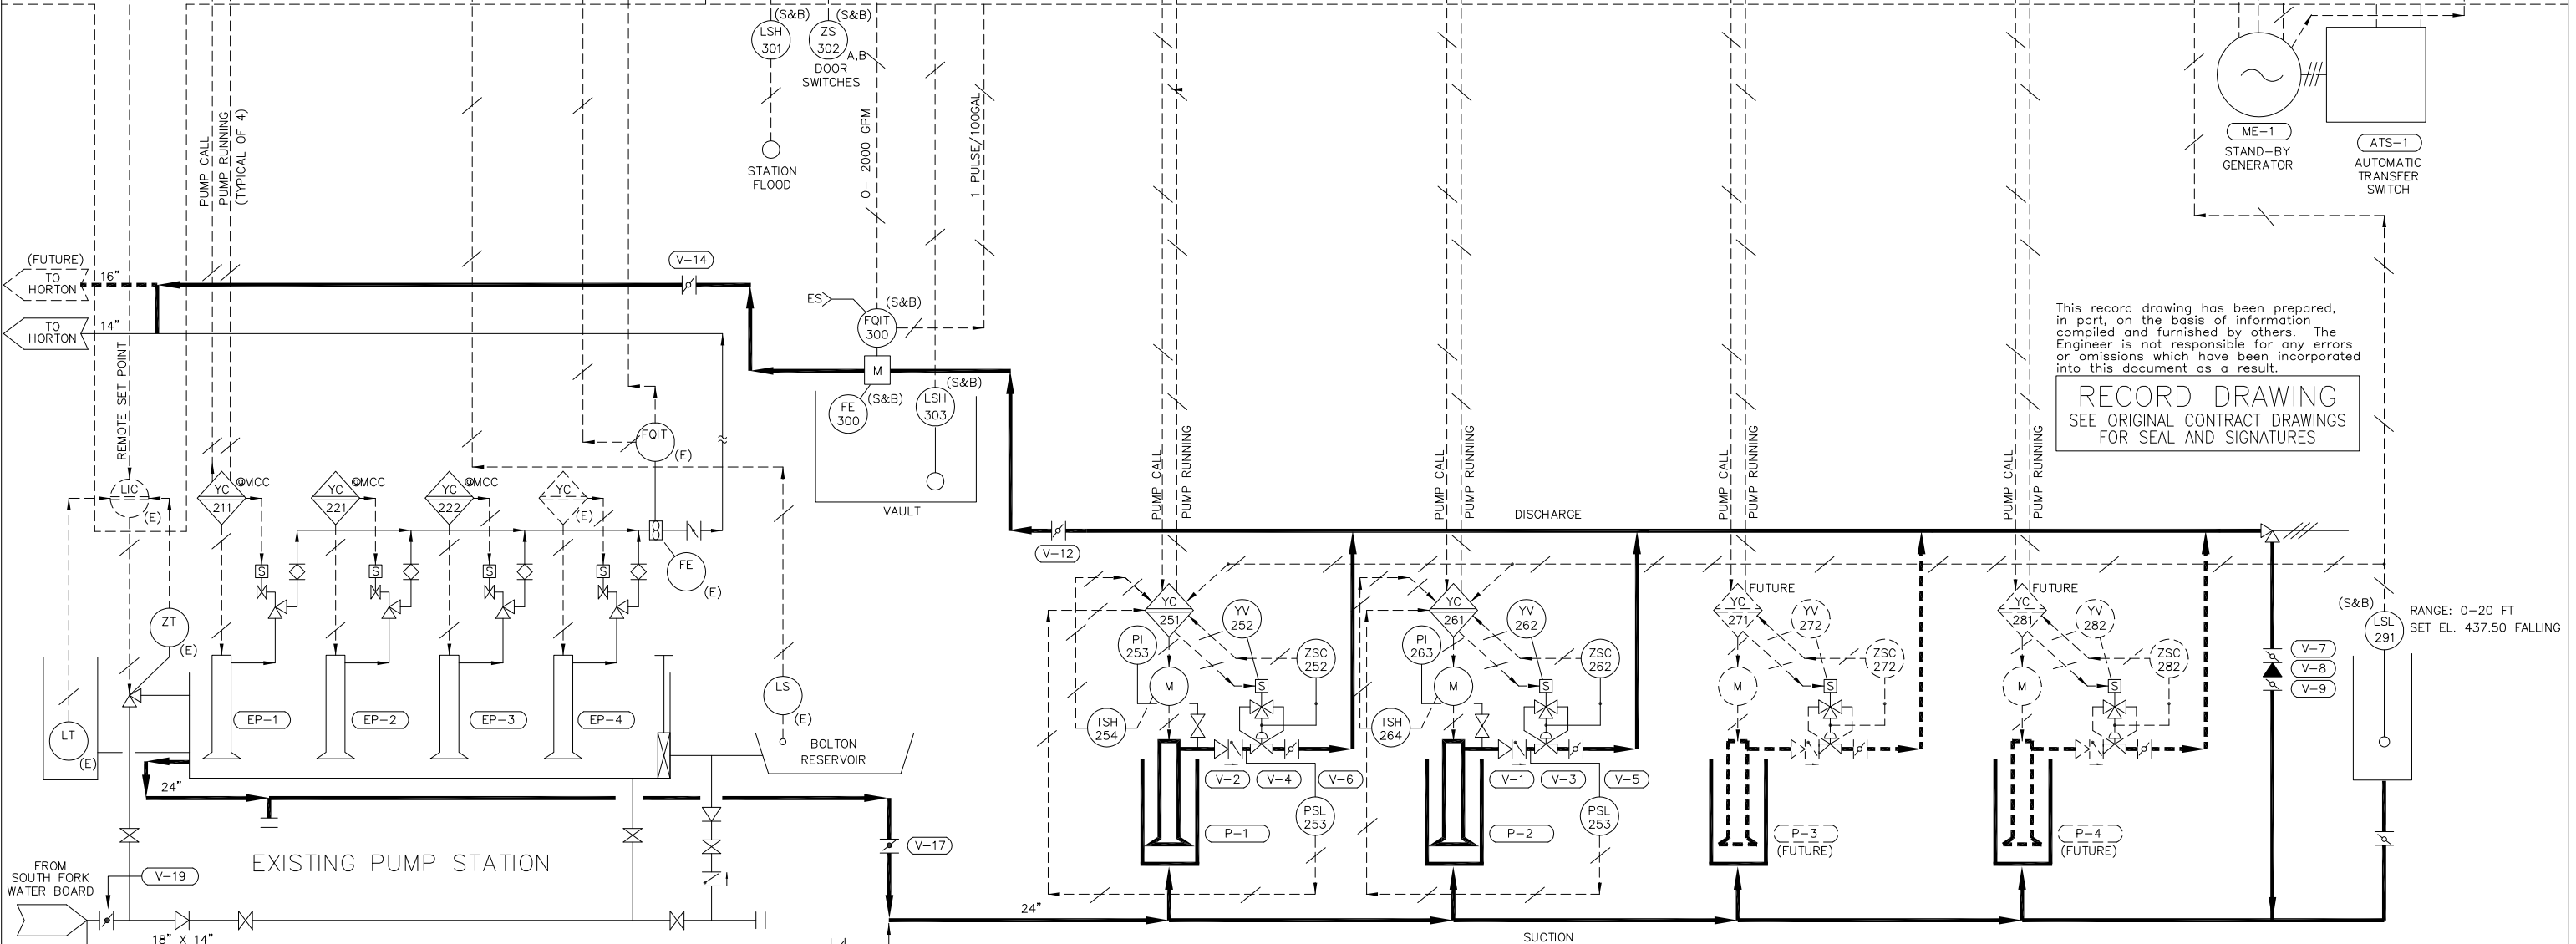 (S&B)
LSH
301
STATION
FLOOD
(S&B)
ZS
302
A,B
DOOR
SWITCHES
0- 2000 GPM
1 PULSE/100GAL
PUMP CALL
PUMP RUNNING
(TYPICAL OF 4)
ME-1
STAND-BY
GENERATOR
ATS-1
AUTOMATIC
TRANSFER
SWITCH
(FUTURE)
TO
HORTON
16"
TO
HORTON
14"
V-14
REMOTE SET POINT
ES
(S&B)
FQIT
300
M
(S&B)
FE
300
(S&B)
LSH
303
VAULT
FQIT
(E)
FE
(E)
LIC
(E)
YC
211
@MCC
YC
221
@MCC
YC
222
@MCC
YC
(E)
S
S
S
S
ZT
(E)
LT
(E)
EP-1
EP-2
EP-3
EP-4
LS
(E)
BOLTON
RESERVOIR
24"
EXISTING PUMP STATION
V-17
FROM
SOUTH FORK
WATER BOARD
V-19
18" X 14"
This record drawing has been prepared,
in part, on the basis of information
compiled and furnished by others.  The
Engineer is not responsible for any errors
or omissions which have been incorporated
into this document as a result.
RECORD DRAWING
SEE ORIGINAL CONTRACT DRAWINGS
FOR SEAL AND SIGNATURES
PUMP CALL
PUMP RUNNING
PUMP CALL
PUMP RUNNING
PUMP CALL
PUMP RUNNING
PUMP CALL
PUMP RUNNING
DISCHARGE
V-12
YC
251
YV
252
PI
253
ZSC
252
M
S
TSH
254
V-2
V-4
V-6
PSL
253
P-1
YC
261
YV
262
PI
263
ZSC
262
M
S
TSH
264
V-1
V-3
V-5
PSL
253
P-2
FUTURE
YC
271
YV
272
ZSC
272
M
S
P-3
(FUTURE)
FUTURE
YC
281
YV
282
ZSC
282
M
S
P-4
(FUTURE)
V-7
V-8
V-9
(S&B)
LSL
291
RANGE: 0-20 FT
SET EL. 437.50 FALLING
24"
SUCTION